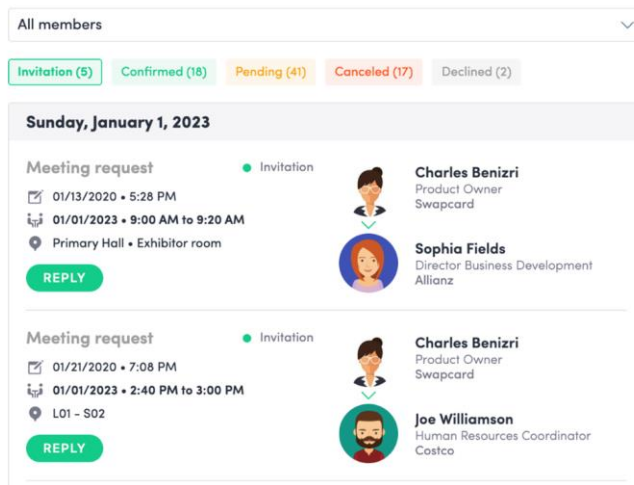 All members
Invitation (5) Confirmed (18) Pending (41) Canceled (17) Declined (2)
Sunday, January 1, 2023
Meeting request Invitation
01/13/2020 • 5:28 PM
01/01/2023 • 9:00 AM to 9:20 AM
Primary Hall • Exhibitor room
REPLY
Charles Benizri
Product Owner
Swapcard
Sophia Fields
Director Business Development
Allianz
Meeting request Invitation
01/21/2020 • 7:08 PM
01/01/2023 • 2:40 PM to 3:00 PM
L01 - S02
REPLY
Charles Benizri
Product Owner
Swapcard
Joe Williamson
Human Resources Coordinator
Costco